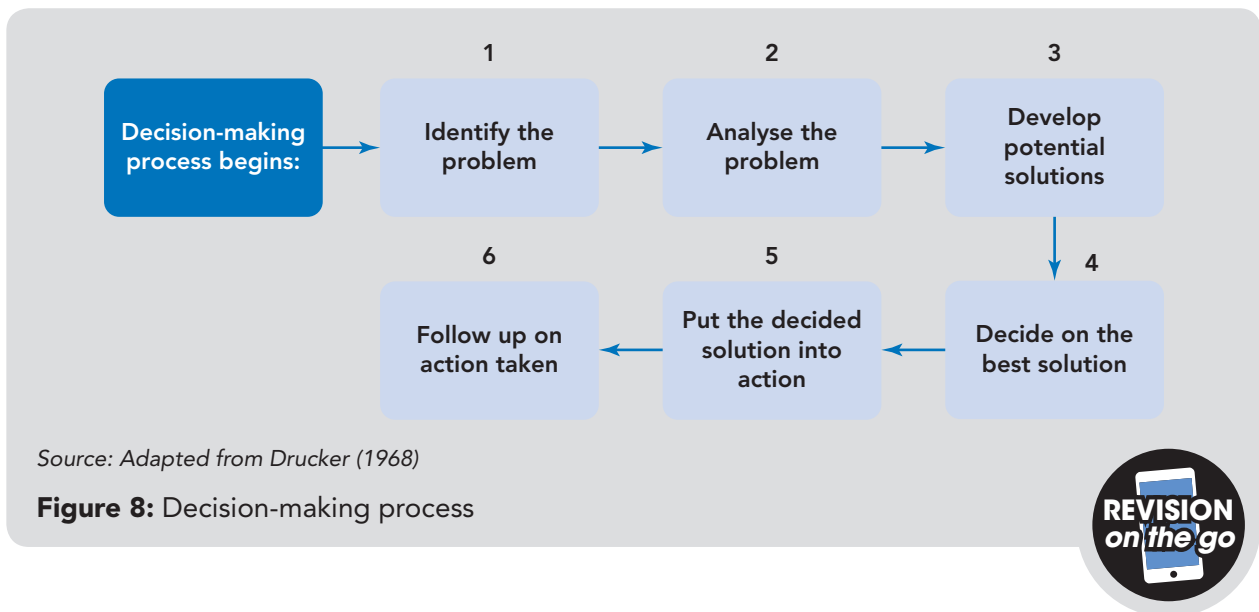 1
2
3
Decision-making
process begins:
Identify the
problem
Analyse the
problem
Develop
potential
solutions
6
5
4
Follow up on
action taken
Put the decided
solution into
action
Decide on the
best solution
Source: Adapted from Drucker (1968)
Figure 8: Decision-making process
REVISION
on the go